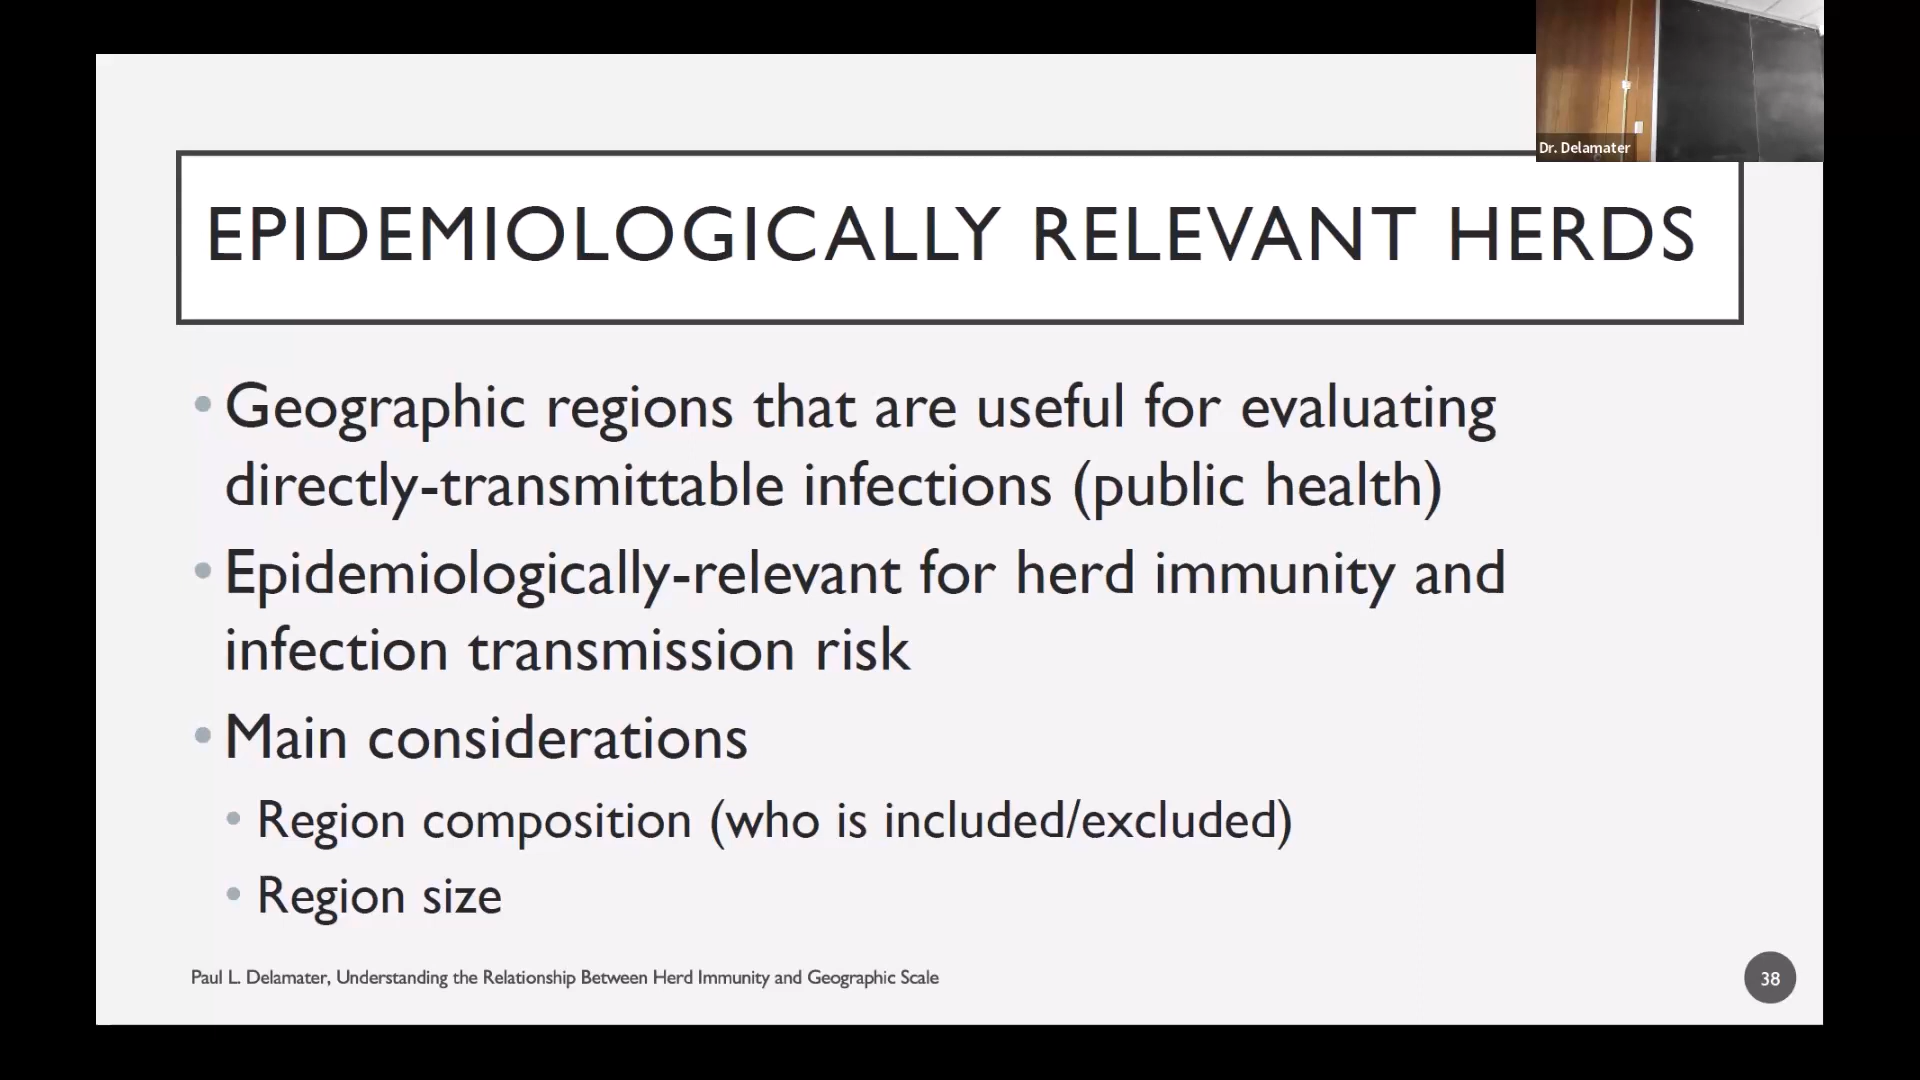 Dr. Delamater
EPIDEMIOLOGICALLY RELEVANT HERDS
• Geographic regions that are useful for evaluating
directly-transmittable infections (public health)
• Epidemiologically-relevant for herd immunity and
infection transmission risk
• Main considerations
• Region composition (who is included/excluded)
• Region size
Paul L. Delamater, Understanding the Relationship Between Herd Immunity and Geographic Scale
38